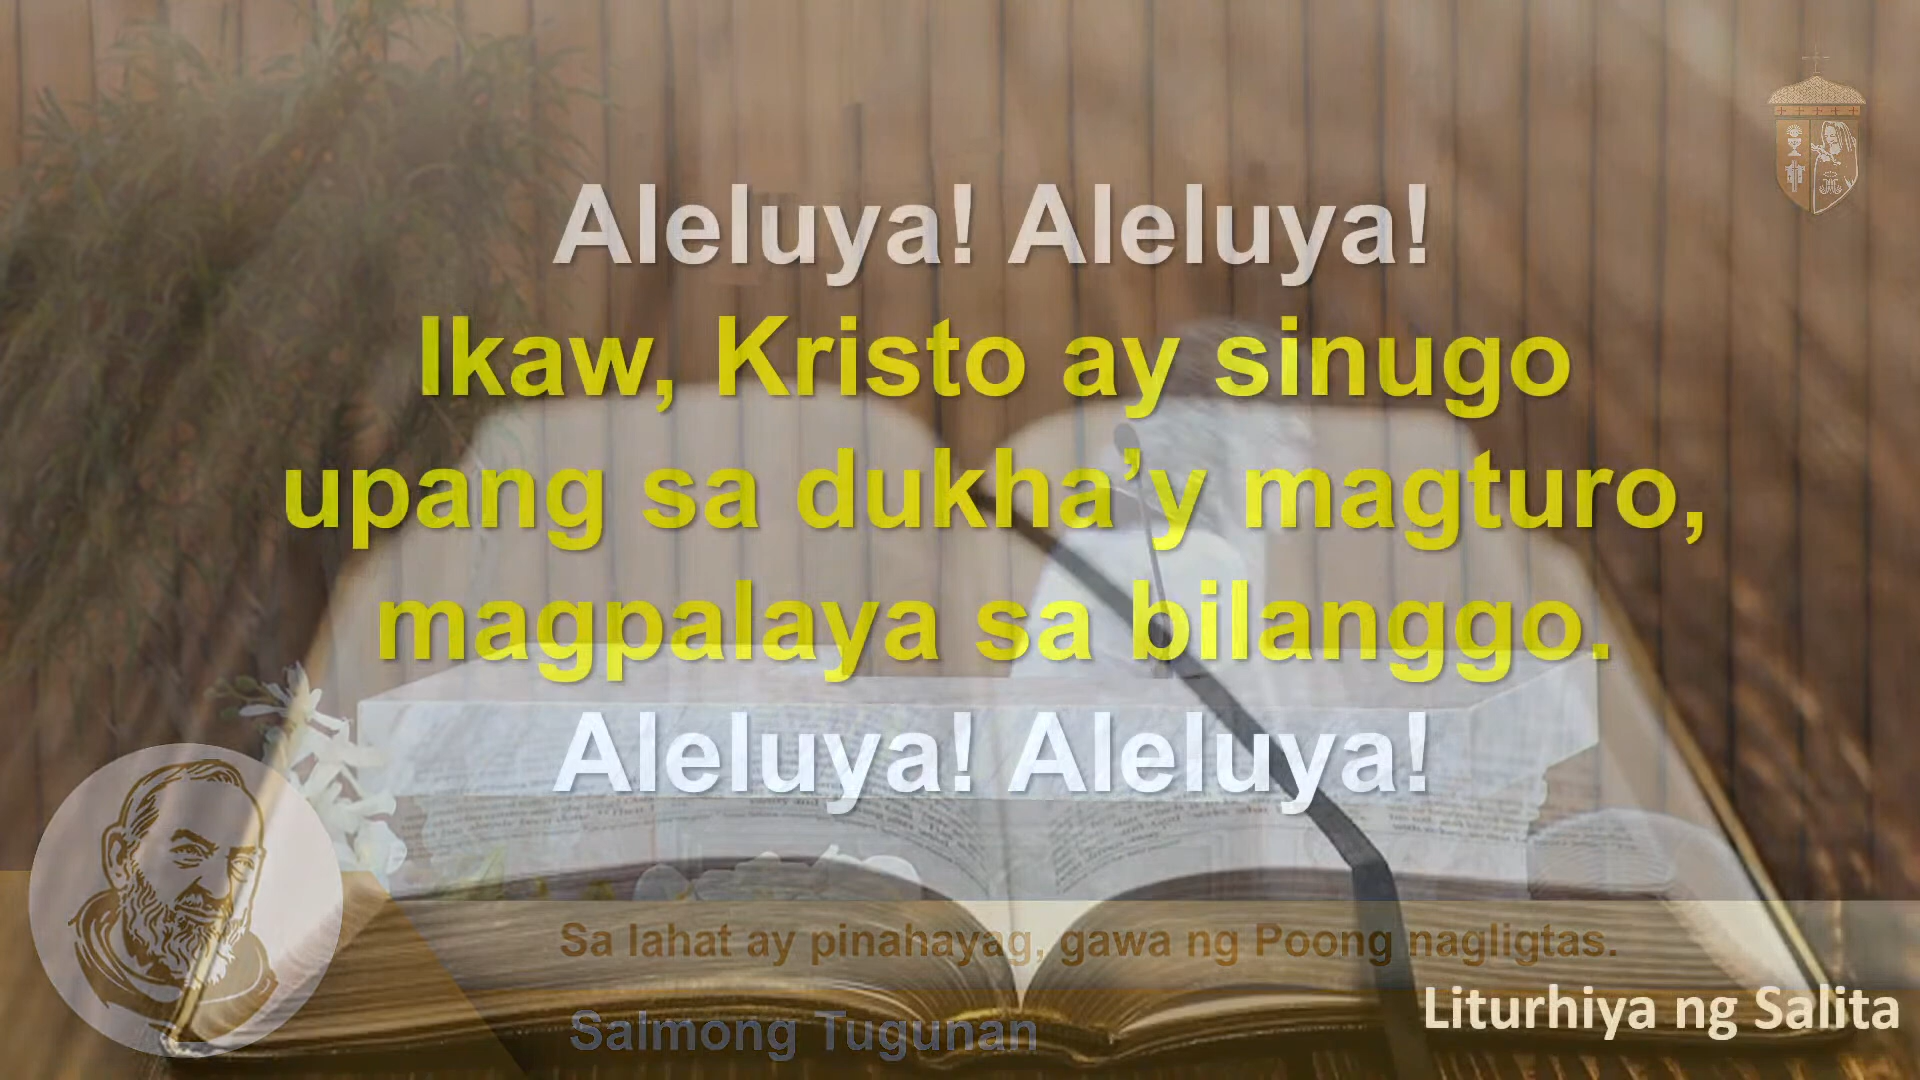 Aleluya! Aleluya!
Ikaw, Kristo ay sinugo
upang sa dukha’y magturo,
magpalaya sa bilanggo.
Aleluya! Aleluya!
Sa lahat ay pinahayag, gawa ng Poong nagligtas.
Liturhiya ng Salita
Salmong Tugunan